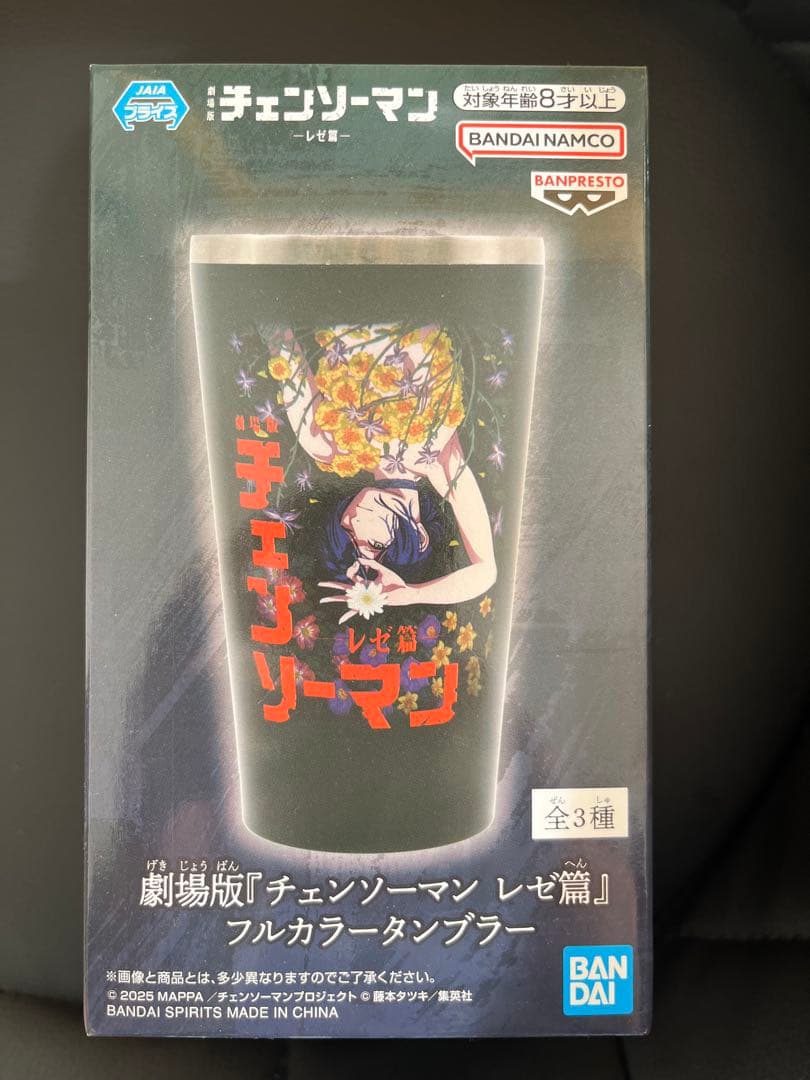 JAIA
プライズ
劇場版
チェンソーマン
―レゼ篇―
たいしょうねんれい さい いじょう
対象年齢8才以上
BANDAI NAMCO
BANPRESTO
劇場版
チェンソーマン
レゼ篇
ぜん しゅ
全3種
げき じょう ばん へん
劇場版『チェンソーマン レゼ篇』
フルカラータンブラー
※画像と商品とは、多少異なりますのでご了承ください。
© 2025 MAPPA／チェンソーマンプロジェクト © 藤本タツキ／集英社
BANDAI SPIRITS MADE IN CHINA
BAN
DAI